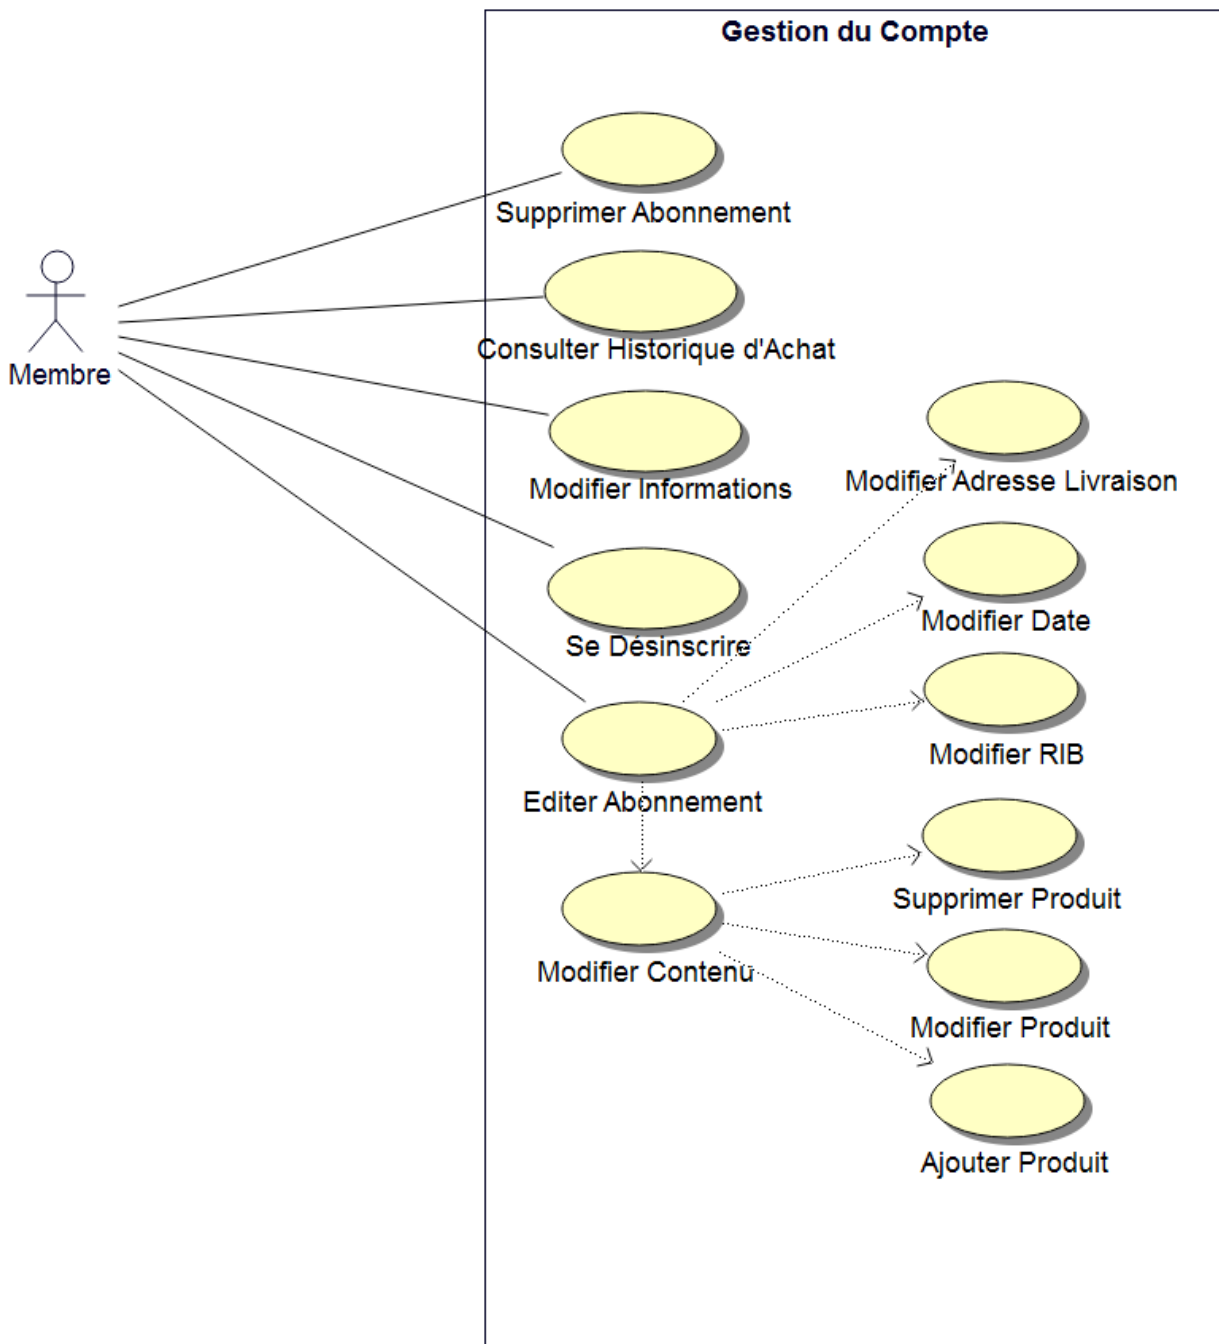 Gestion du Compte
Supprimer Abonnement
Consulter Historique d'Achat
Membre
Modifier Informations
Modifier Adresse Livraison
Modifier Date
Se Désinscrire
Modifier RIB
Editer Abonnement
Supprimer Produit
Modifier Contenu
Modifier Produit
Ajouter Produit